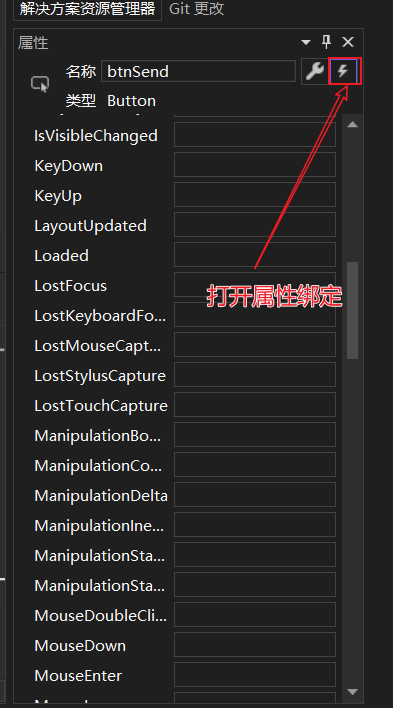 解决方案资源管理器 Git 更改
属性
名称 btnSend
类型 Button
IsVisibleChanged
KeyDown
KeyUp
LayoutUpdated
Loaded
LostFocus
打开属性绑定
LostKeyboardFo...
LostMouseCapt...
LostStylusCapture
LostTouchCapture
ManipulationBo...
ManipulationCo...
ManipulationDelta
ManipulationIne...
ManipulationSta...
ManipulationSta...
MouseDoubleCli...
MouseDown
MouseEnter